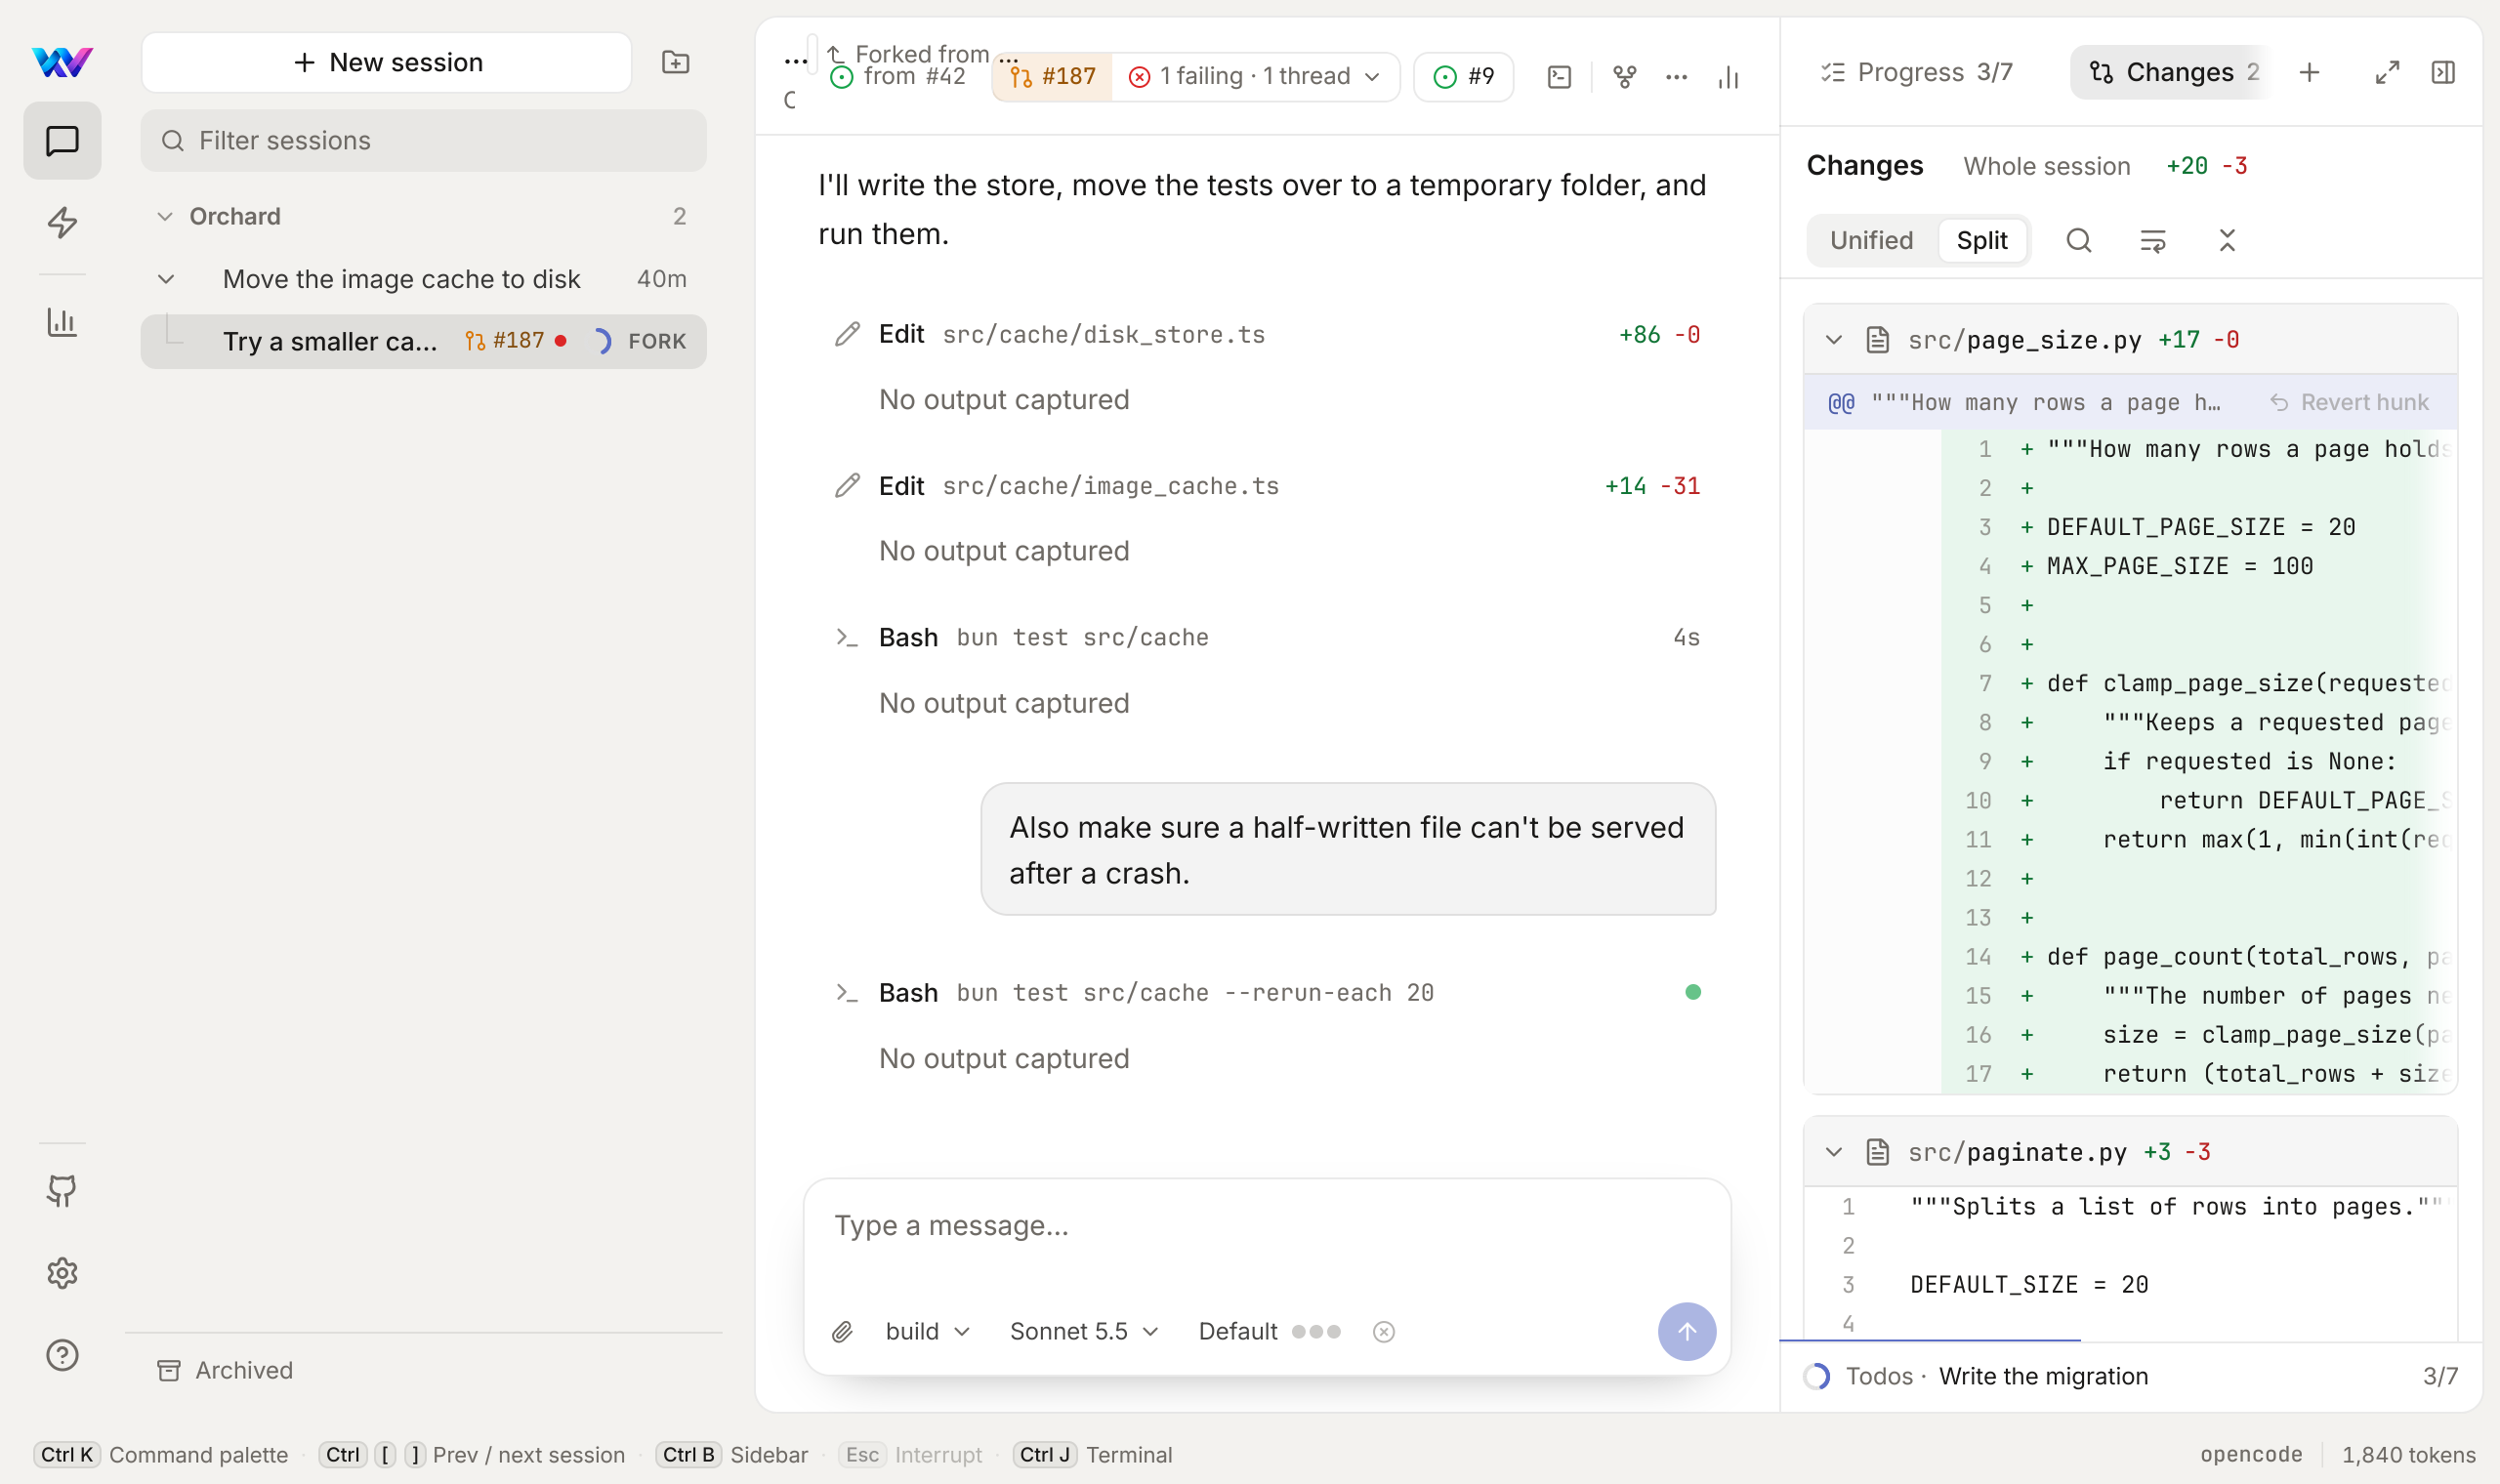 New session
Filter sessions
Orchard 2
Move the image cache to disk 40m
Try a smaller ca... #187 FORK
Archived
... Forked from ...
from #42 #187 1 failing · 1 thread #9
I'll write the store, move the tests over to a temporary folder, and
run them.
Edit src/cache/disk_store.ts +86 -0
No output captured
Edit src/cache/image_cache.ts +14 -31
No output captured
Bash bun test src/cache 4s
No output captured
Also make sure a half-written file can't be served
after a crash.
Bash bun test src/cache --rerun-each 20
No output captured
Type a message...
build Sonnet 5.5 Default
Progress 3/7 Changes 2
Changes Whole session +20 -3
Unified Split
src/page_size.py +17 -0
@@ """How many rows a page h... Revert hunk
1 + """How many rows a page holds
2 +
3 + DEFAULT_PAGE_SIZE = 20
4 + MAX_PAGE_SIZE = 100
5 +
6 +
7 + def clamp_page_size(requested
8 + """Keeps a requested page
9 + if requested is None:
10 + return DEFAULT_PAGE_S
11 + return max(1, min(int(req
12 +
13 +
14 + def page_count(total_rows, pa
15 + """The number of pages ne
16 + size = clamp_page_size(pa
17 + return (total_rows + size
src/paginate.py +3 -3
1 """Splits a list of rows into pages."""
2
3 DEFAULT_SIZE = 20
4
Todos · Write the migration 3/7
Ctrl K Command palette · Ctrl [ ] Prev / next session · Ctrl B Sidebar · Esc Interrupt · Ctrl J Terminal
opencode 1,840 tokens